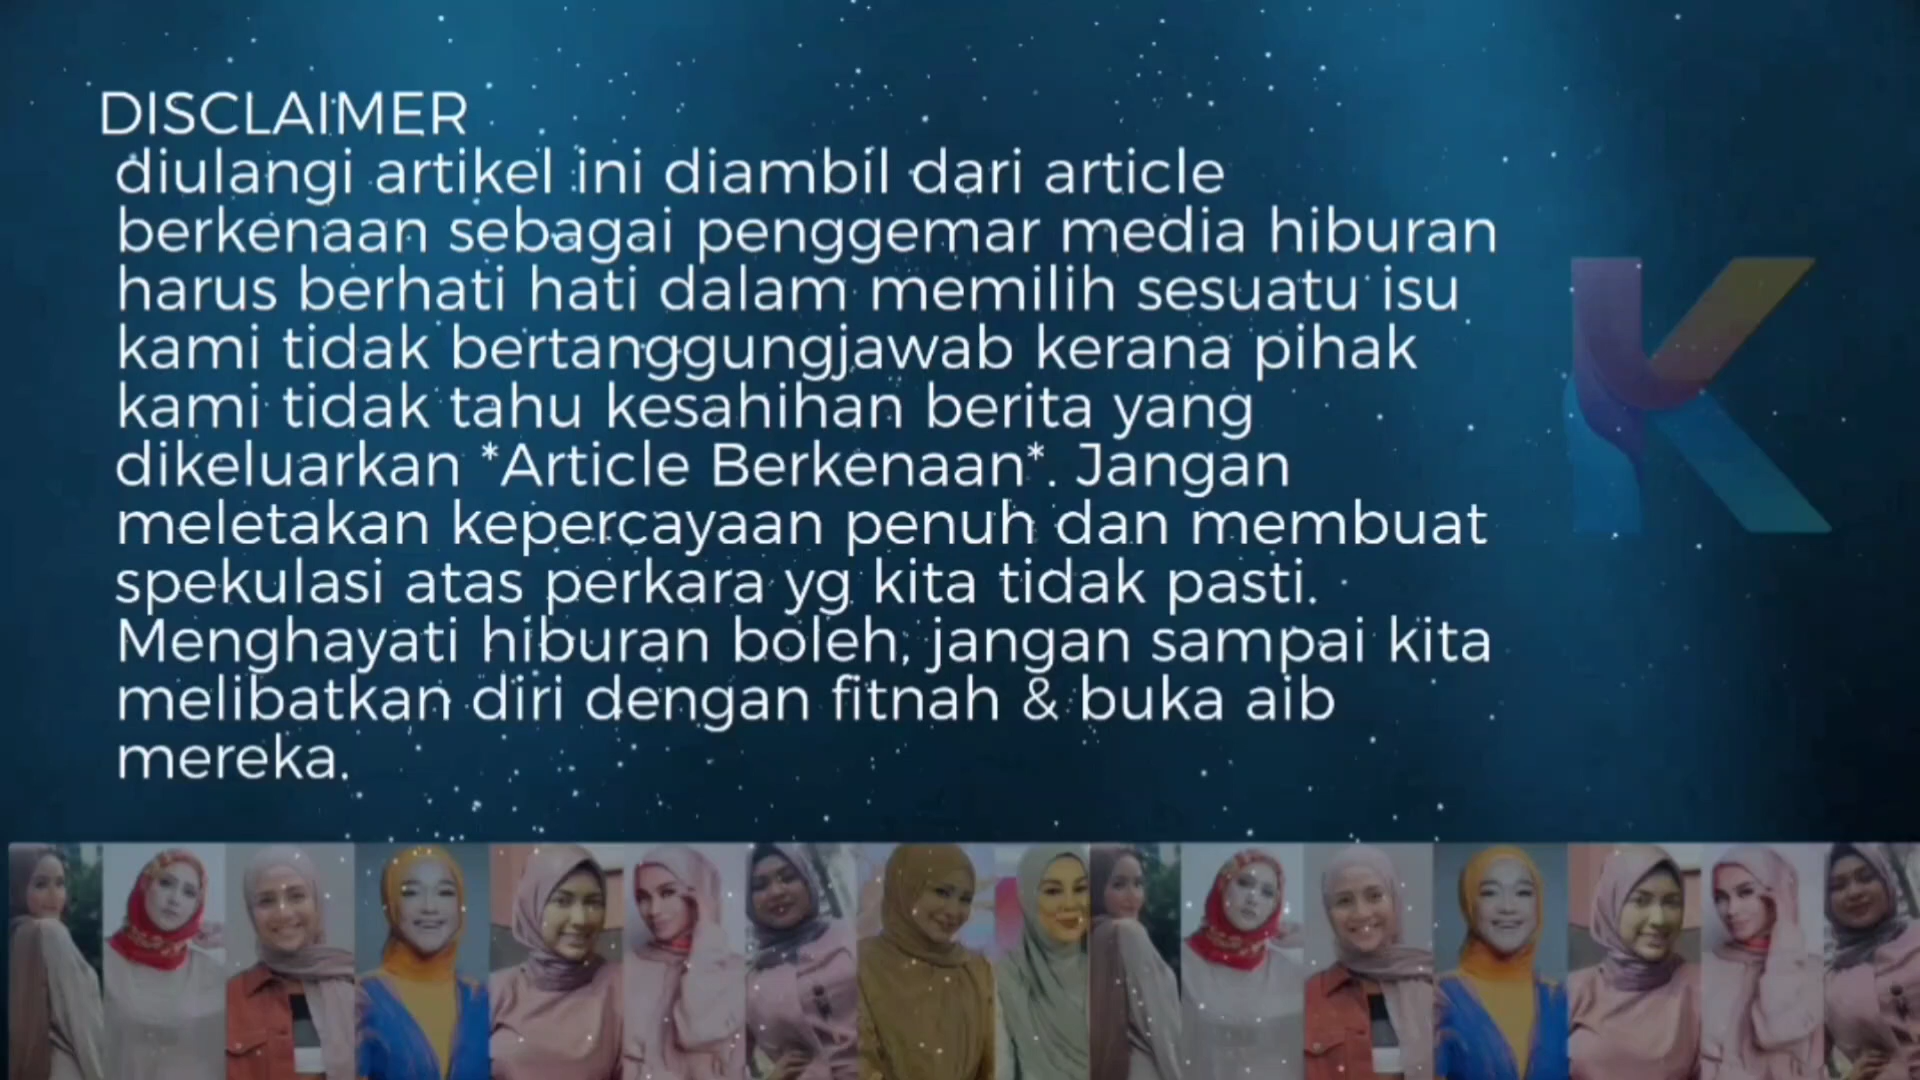 DISCLAIMER
diulangi artikel ini diambil dari article
berkenaan sebagai penggemar media hiburan
harus berhati hati dalam memilih sesuatu isu
kami tidak bertanggungjawab kerana pihak
kami tidak tahu kesahihan berita yang
dikeluarkan *Article Berkenaan*. Jangan
meletakan kepercayaan penuh dan membuat
spekulasi atas perkara yg kita tidak pasti.
Menghayati hiburan boleh, jangan sampai kita
melibatkan diri dengan fitnah & buka aib
mereka.
K